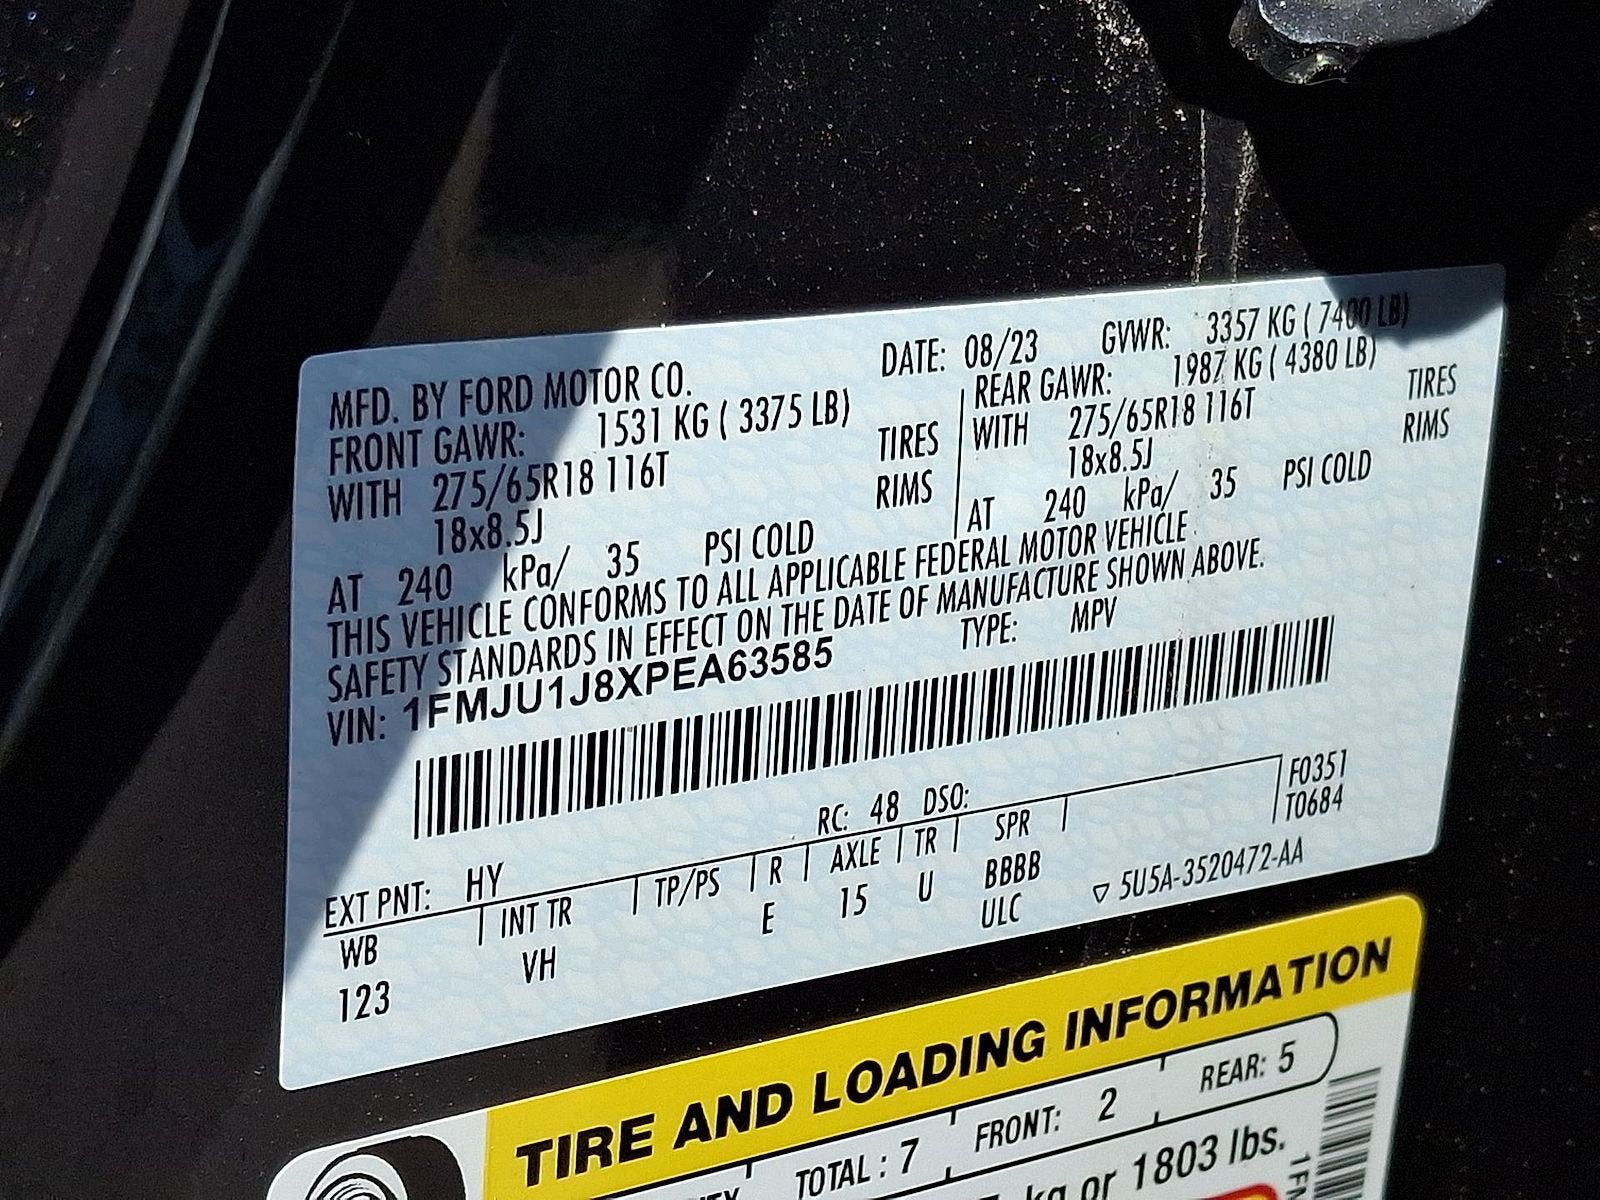 MFD. BY FORD MOTOR CO. DATE: 08/23 GVWR: 3357 KG ( 7400 LB)
FRONT GAWR: 1531 KG ( 3375 LB) REAR GAWR: 1987 KG ( 4380 LB)
WITH 275/65R18 116T TIRES WITH 275/65R18 116T TIRES
18x8.5J RIMS 18x8.5J RIMS
AT 240 kPa/ 35 PSI COLD AT 240 kPa/ 35 PSI COLD
THIS VEHICLE CONFORMS TO ALL APPLICABLE FEDERAL MOTOR VEHICLE
SAFETY STANDARDS IN EFFECT ON THE DATE OF MANUFACTURE SHOWN ABOVE.
VIN: 1FMJU1J8XPEA63585 TYPE: MPV
EXT PNT: HY RC: 48 DSO: F0351
WB INT TR TP/PS R AXLE TR SPR T0684
123 VH E 15 U BBBB
ULC ▽ 5U5A-3520472-AA
TIRE AND LOADING INFORMATION
TOTAL : 7 FRONT: 2 REAR: 5
kg or 1803 lbs.